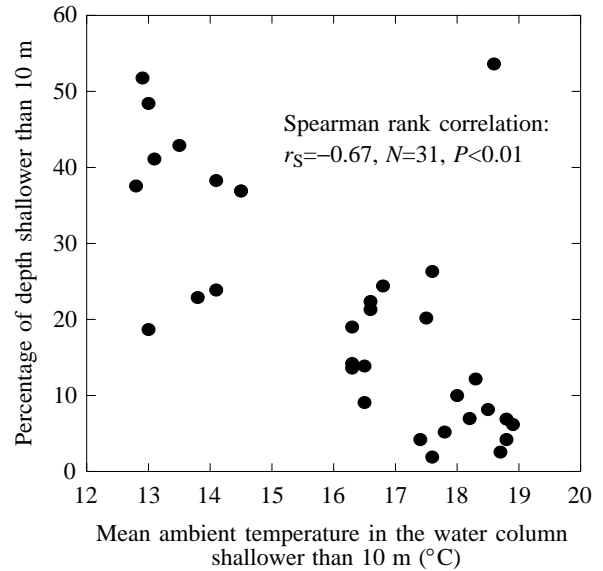 Percentage of depth shallower than 10 m
60
50
40
30
20
10
0
Spearman rank correlation:
rS=−0.67, N=31, P<0.01
12 13 14 15 16 17 18 19 20
Mean ambient temperature in the water column
shallower than 10 m (°C)